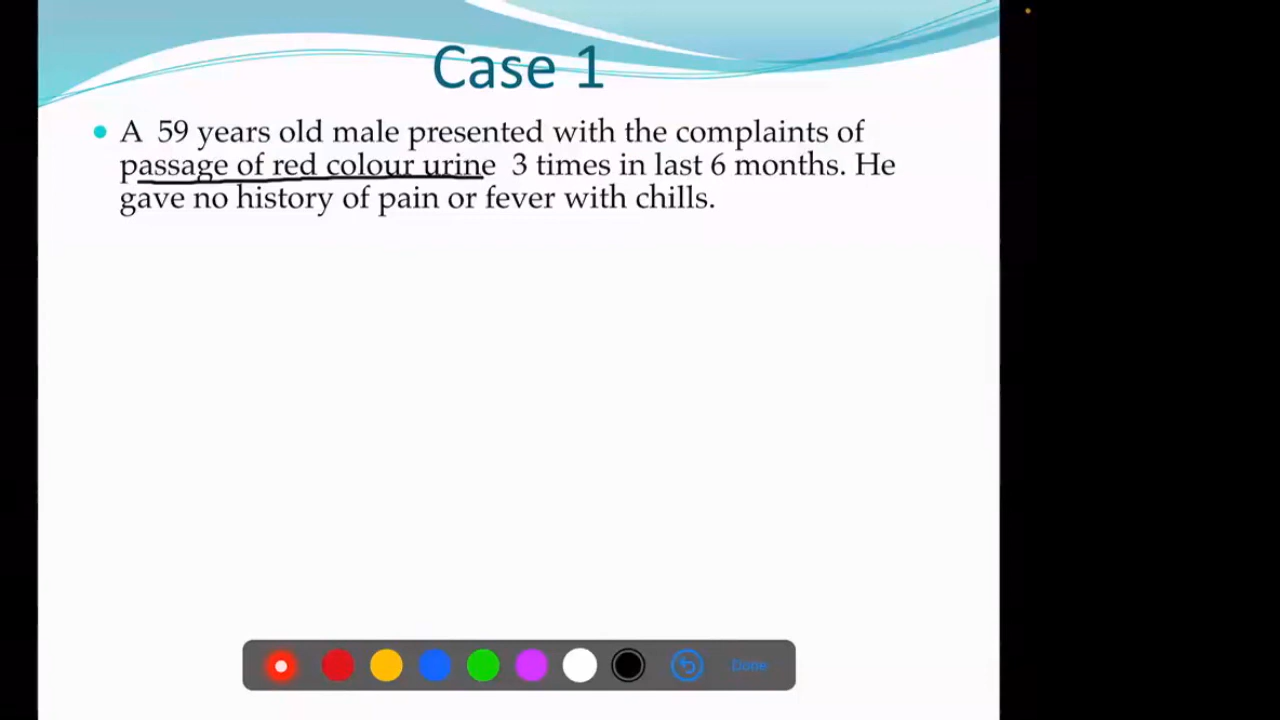 Case 1
A 59 years old male presented with the complaints of
passage of red colour urine 3 times in last 6 months. He
gave no history of pain or fever with chills.
Done